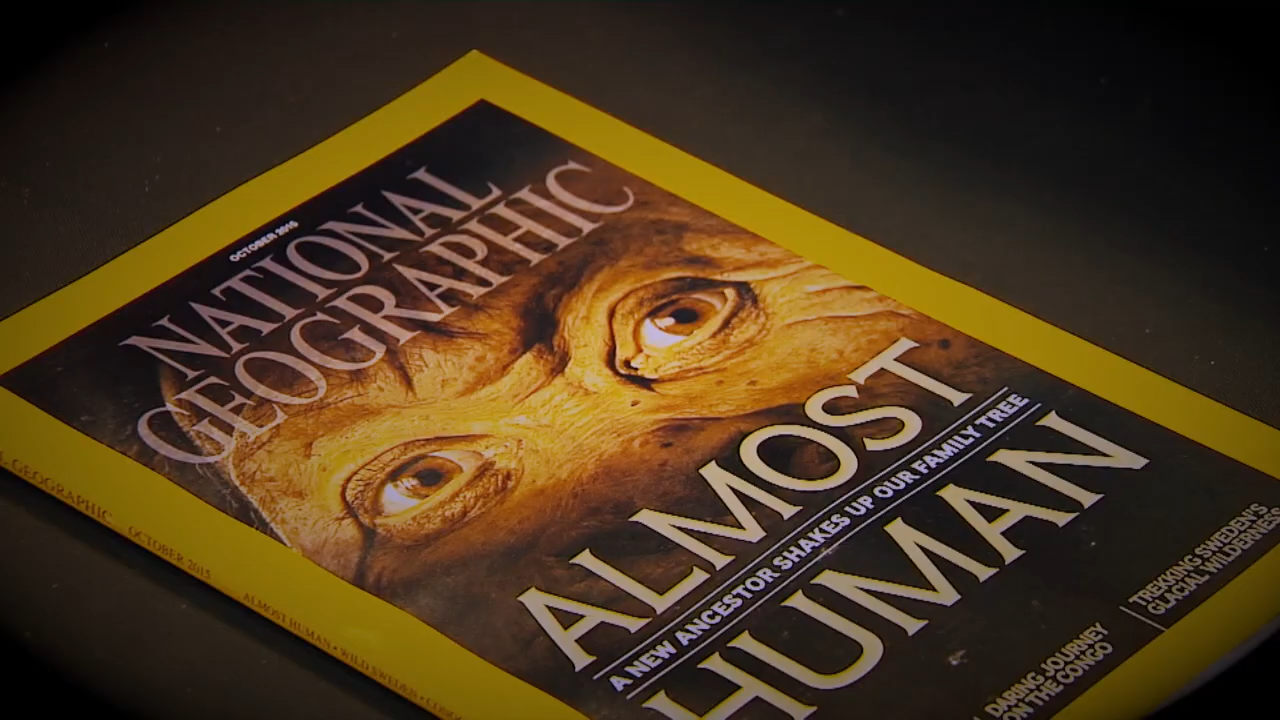 OCTOBER 2015
NATIONAL
GEOGRAPHIC
ALMOST
A NEW ANCESTOR SHAKES UP OUR FAMILY TREE
HUMAN
DARING JOURNEY
ON THE CONGO
TREKKING SWEDEN'S
GLACIAL WILDERNESS
GEOGRAPHIC OCTOBER 2015 ALMOST HUMAN • WILD SWEDEN •